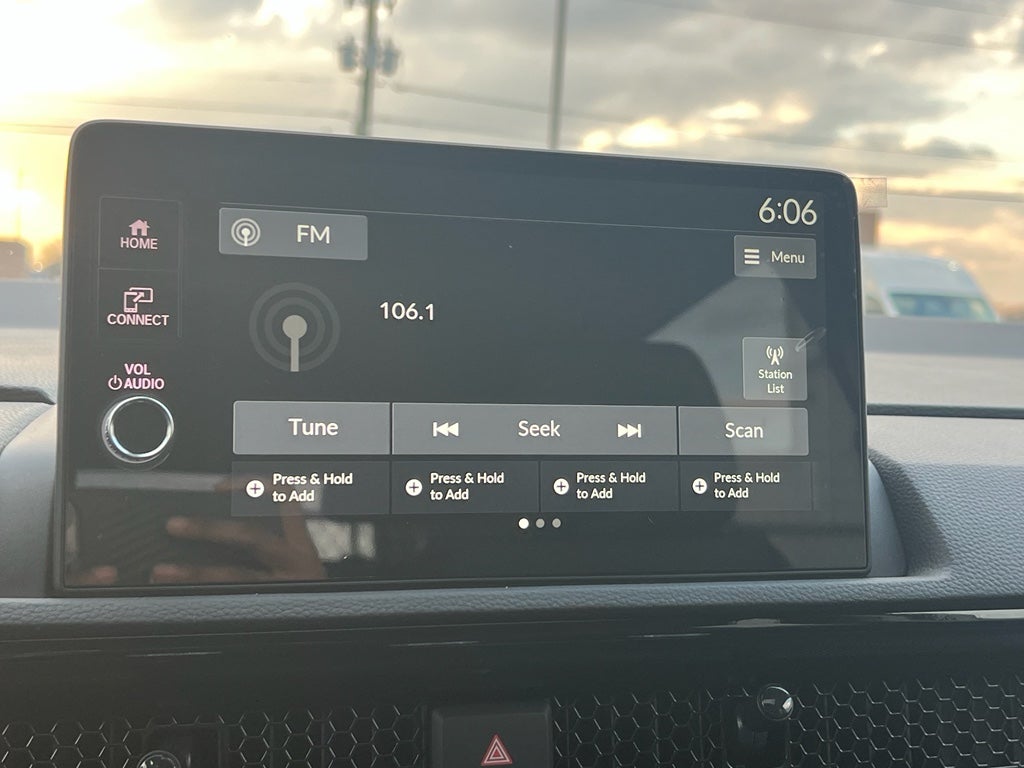 6:06
HOME
FM
Menu
CONNECT
106.1
Station
List
VOL
AUDIO
Tune
Seek
Scan
Press & Hold
to Add
Press & Hold
to Add
Press & Hold
to Add
Press & Hold
to Add